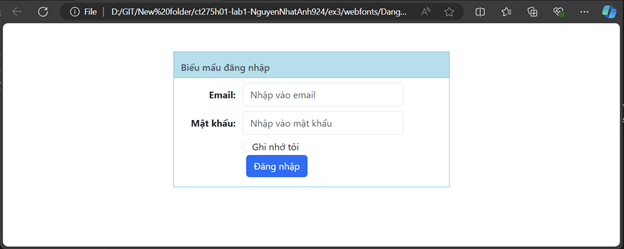 File D:/GIT/New%20folder/ct275h01-lab1-NguyenNhatAnh924/ex3/webfonts/Dang...
Biểu mẫu đăng nhập
Email: Nhập vào email
Mật khẩu: Nhập vào mật khẩu
Ghi nhớ tôi
Đăng nhập